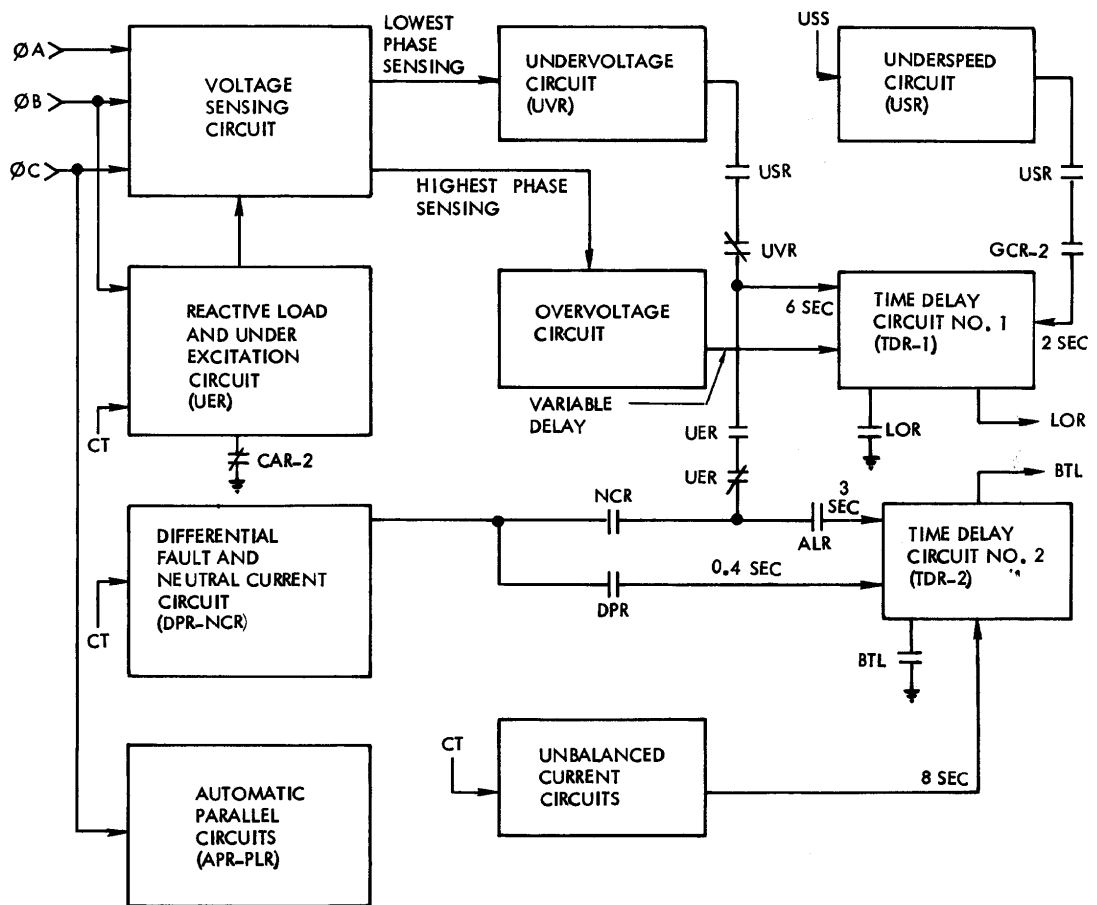 ØA
ØB
ØC
VOLTAGE
SENSING
CIRCUIT
LOWEST
PHASE
SENSING
UNDERVOLTAGE
CIRCUIT
(UVR)
USS
UNDERSPEED
CIRCUIT
(USR)
HIGHEST PHASE
SENSING
USR
UVR
USR
GCR-2
REACTIVE LOAD
AND UNDER
EXCITATION
CIRCUIT
(UER)
CT
CAR-2
OVERVOLTAGE
CIRCUIT
VARIABLE
DELAY
6 SEC
TIME DELAY
CIRCUIT NO. 1
(TDR-1)
2 SEC
LOR
LOR
UER
UER
BTL
DIFFERENTIAL
FAULT AND
NEUTRAL CURRENT
CIRCUIT
(DPR-NCR)
CT
NCR
3
SEC
ALR
0.4 SEC
DPR
TIME DELAY
CIRCUIT NO. 2
(TDR-2)
BTL
AUTOMATIC
PARALLEL
CIRCUITS
(APR-PLR)
CT
UNBALANCED
CURRENT
CIRCUITS
8 SEC